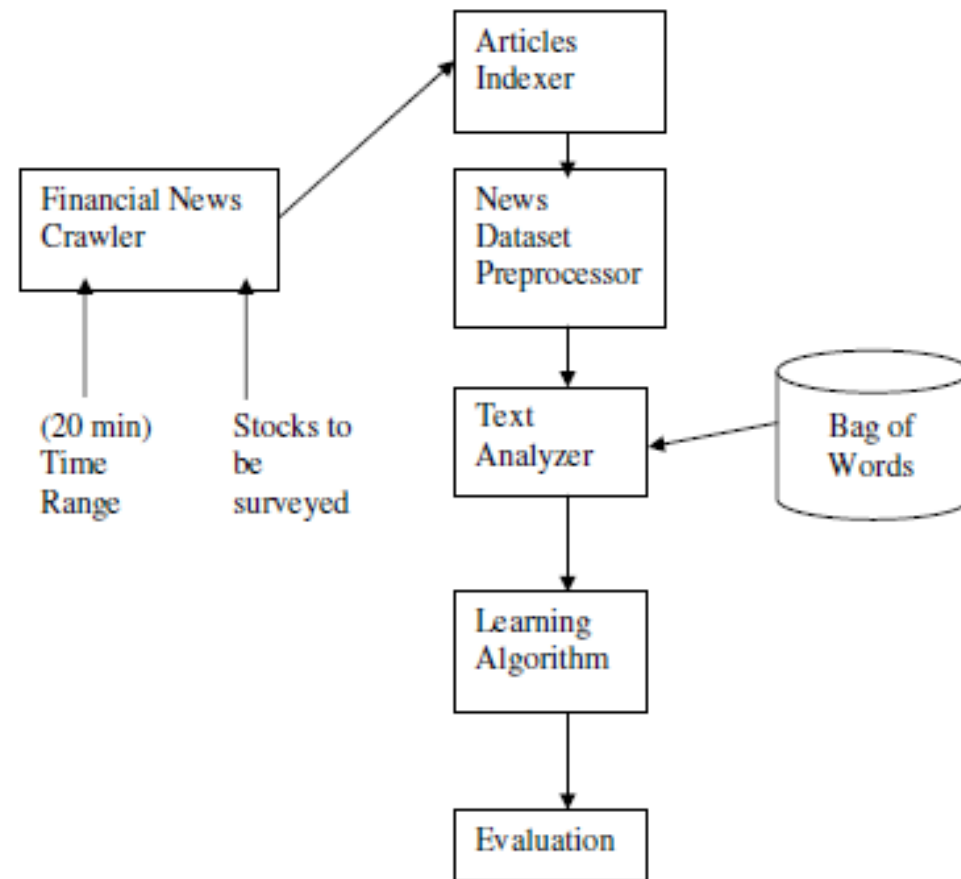 Articles
Indexer
Financial News
Crawler
News
Dataset
Preprocessor
(20 min)
Time
Range
Stocks to
be
surveyed
Text
Analyzer
Bag of
Words
Learning
Algorithm
Evaluation